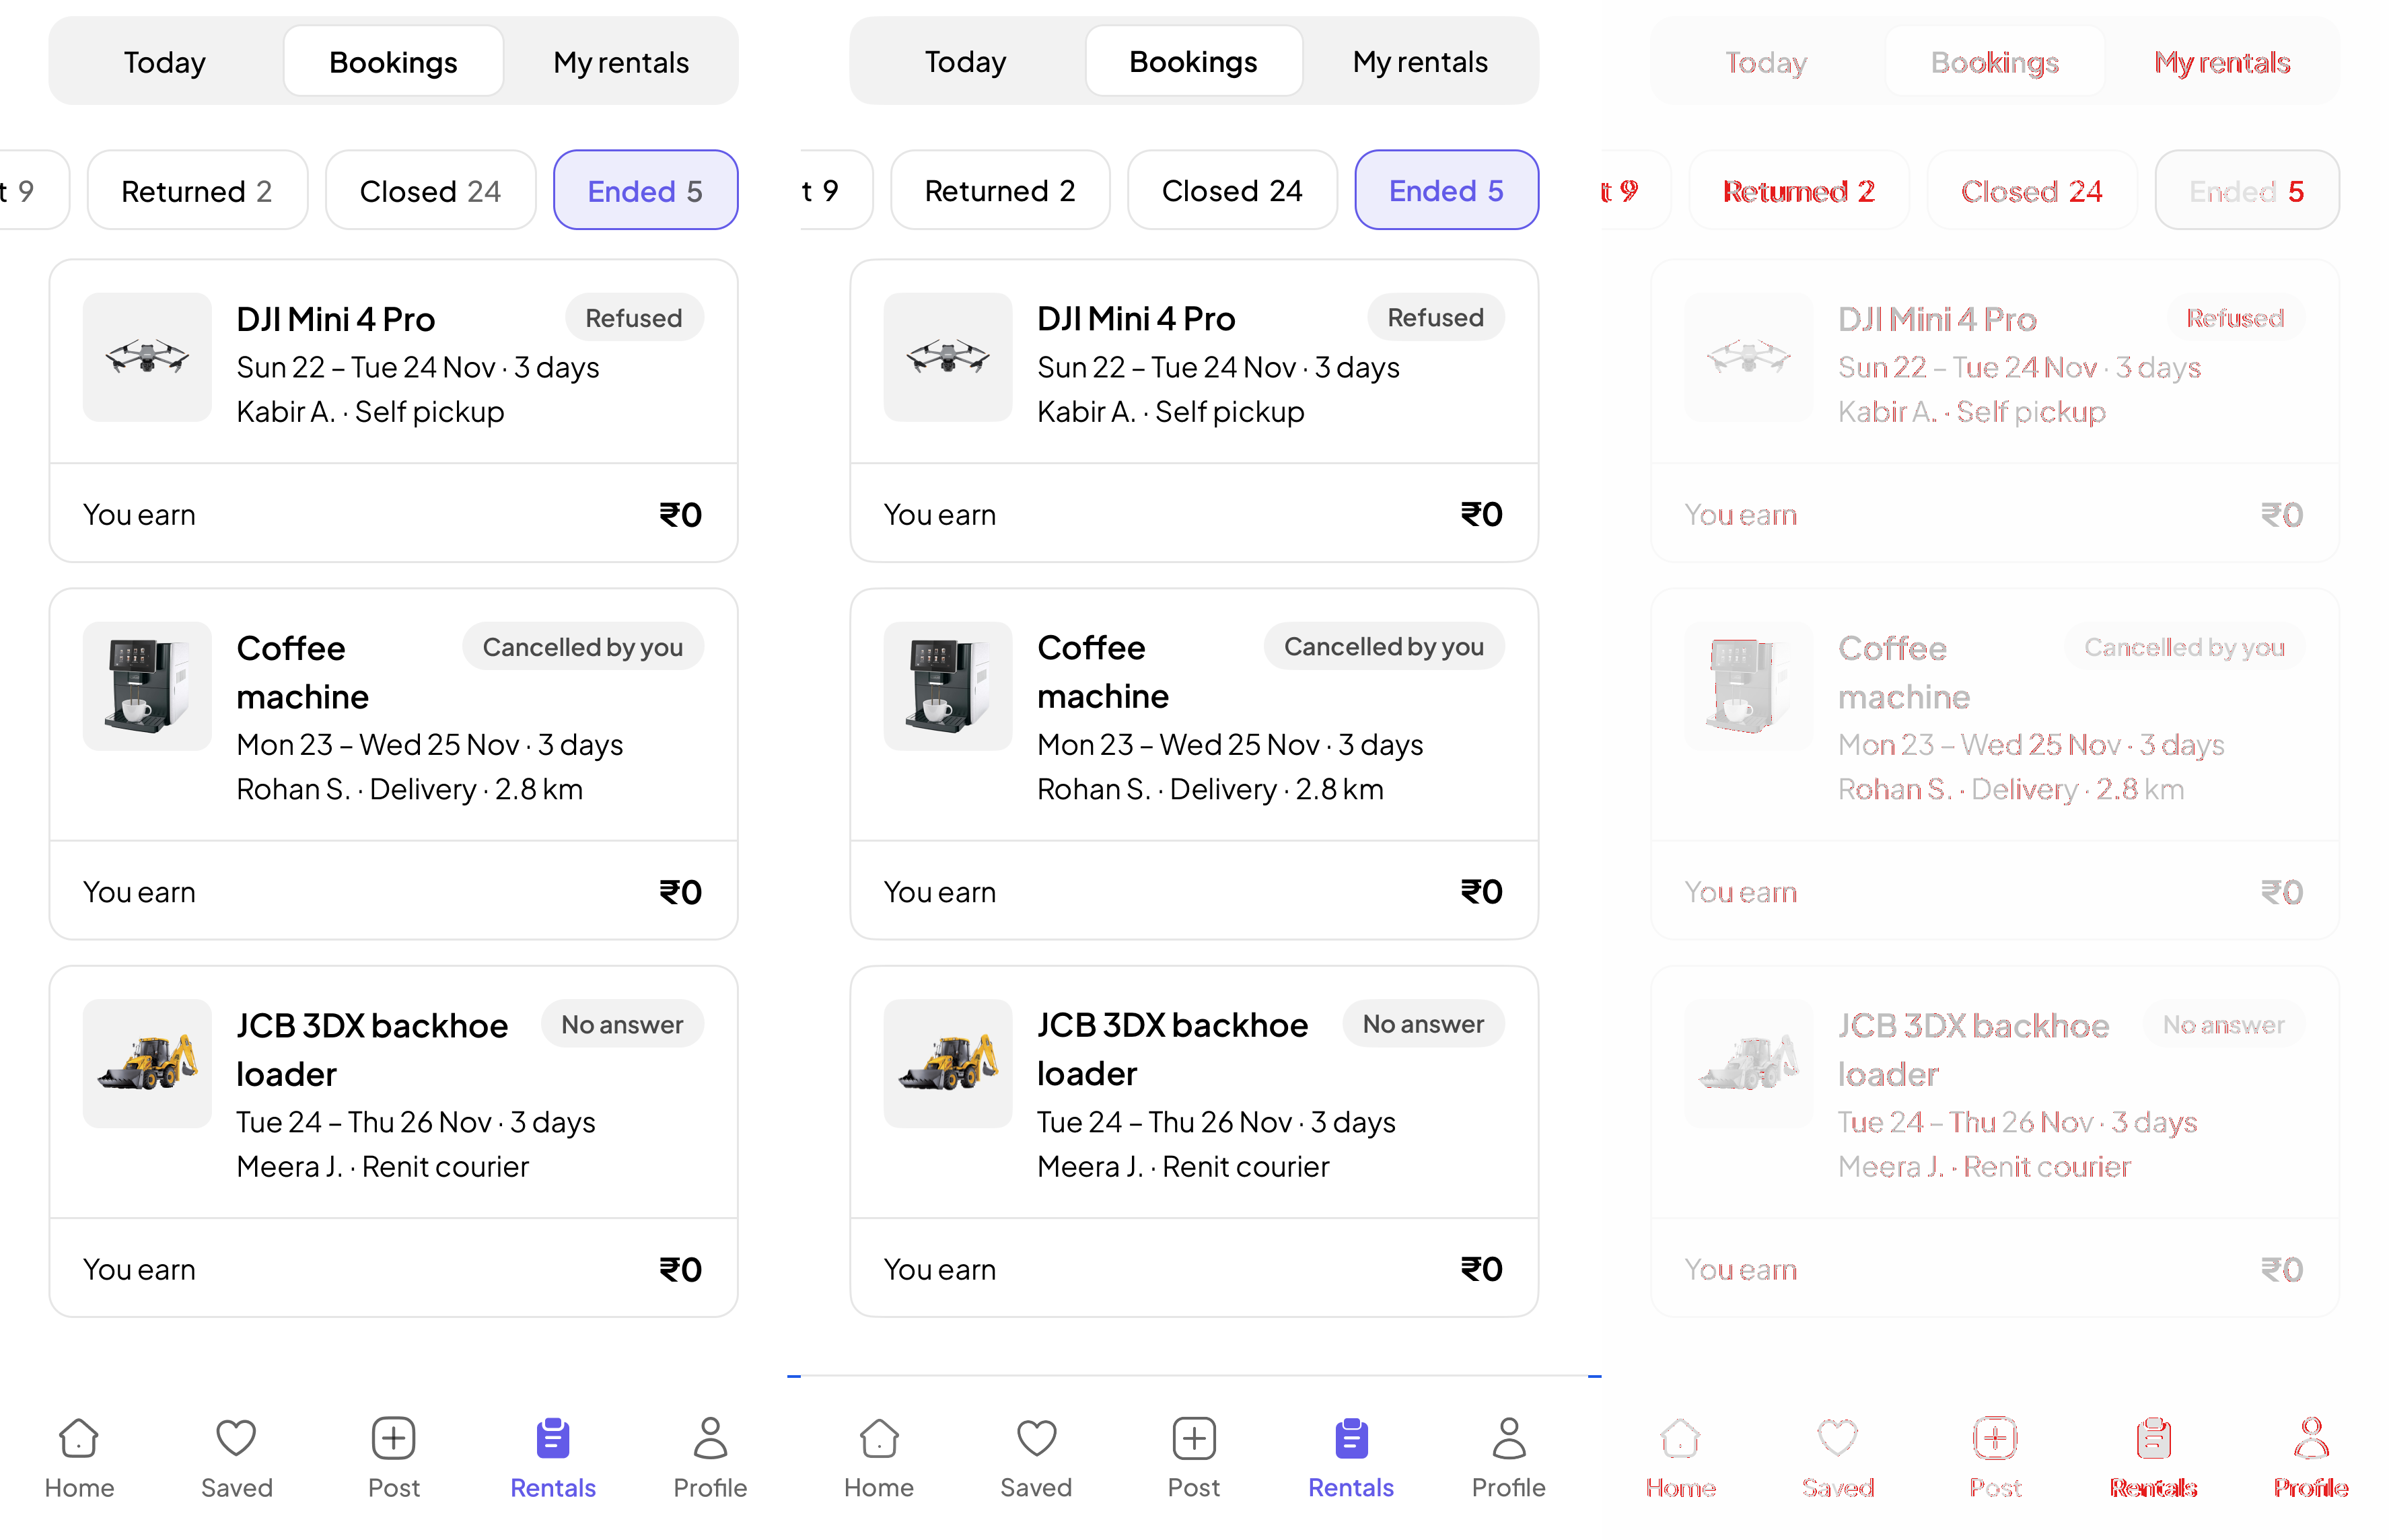 Today Bookings My rentals
t 9 Returned 2 Closed 24 Ended 5
DJI Mini 4 Pro Refused
Sun 22 – Tue 24 Nov · 3 days
Kabir A. · Self pickup
You earn ₹0
Coffee Cancelled by you
machine
Mon 23 – Wed 25 Nov · 3 days
Rohan S. · Delivery · 2.8 km
You earn ₹0
JCB 3DX backhoe No answer
loader
Tue 24 – Thu 26 Nov · 3 days
Meera J. · Renit courier
You earn ₹0
Home Saved Post Rentals Profile
Today Bookings My rentals
t 9 Returned 2 Closed 24 Ended 5
DJI Mini 4 Pro Refused
Sun 22 – Tue 24 Nov · 3 days
Kabir A. · Self pickup
You earn ₹0
Coffee Cancelled by you
machine
Mon 23 – Wed 25 Nov · 3 days
Rohan S. · Delivery · 2.8 km
You earn ₹0
JCB 3DX backhoe No answer
loader
Tue 24 – Thu 26 Nov · 3 days
Meera J. · Renit courier
You earn ₹0
Home Saved Post Rentals Profile
Today Bookings My rentals
t 9 Returned 2 Closed 24 Ended 5
DJI Mini 4 Pro Refused
Sun 22 – Tue 24 Nov · 3 days
Kabir A. · Self pickup
You earn ₹0
Coffee Cancelled by you
machine
Mon 23 – Wed 25 Nov · 3 days
Rohan S. · Delivery · 2.8 km
You earn ₹0
JCB 3DX backhoe No answer
loader
Tue 24 – Thu 26 Nov · 3 days
Meera J. · Renit courier
You earn ₹0
Home Saved Post Rentals Profile